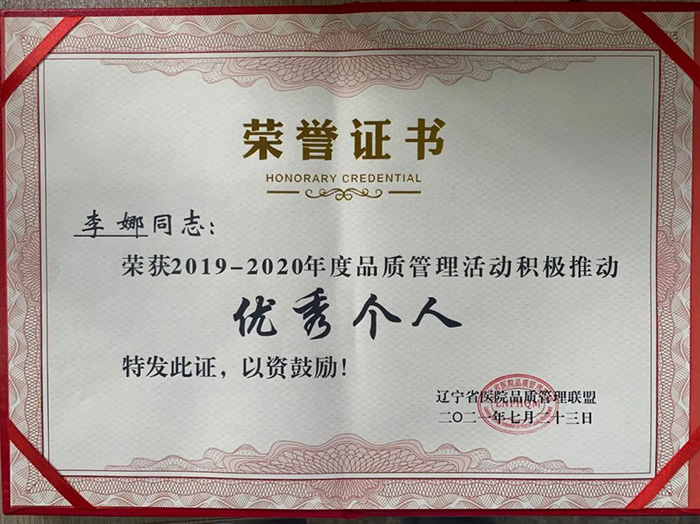 荣誉证书
HONORARY CREDENTIAL
李娜同志：
荣获2019-2020年度品质管理活动积极推动
优秀个人
特发此证，以资鼓励！
辽宁省医院品质管理联盟
二〇二一年七月二十三日
LNPHQM